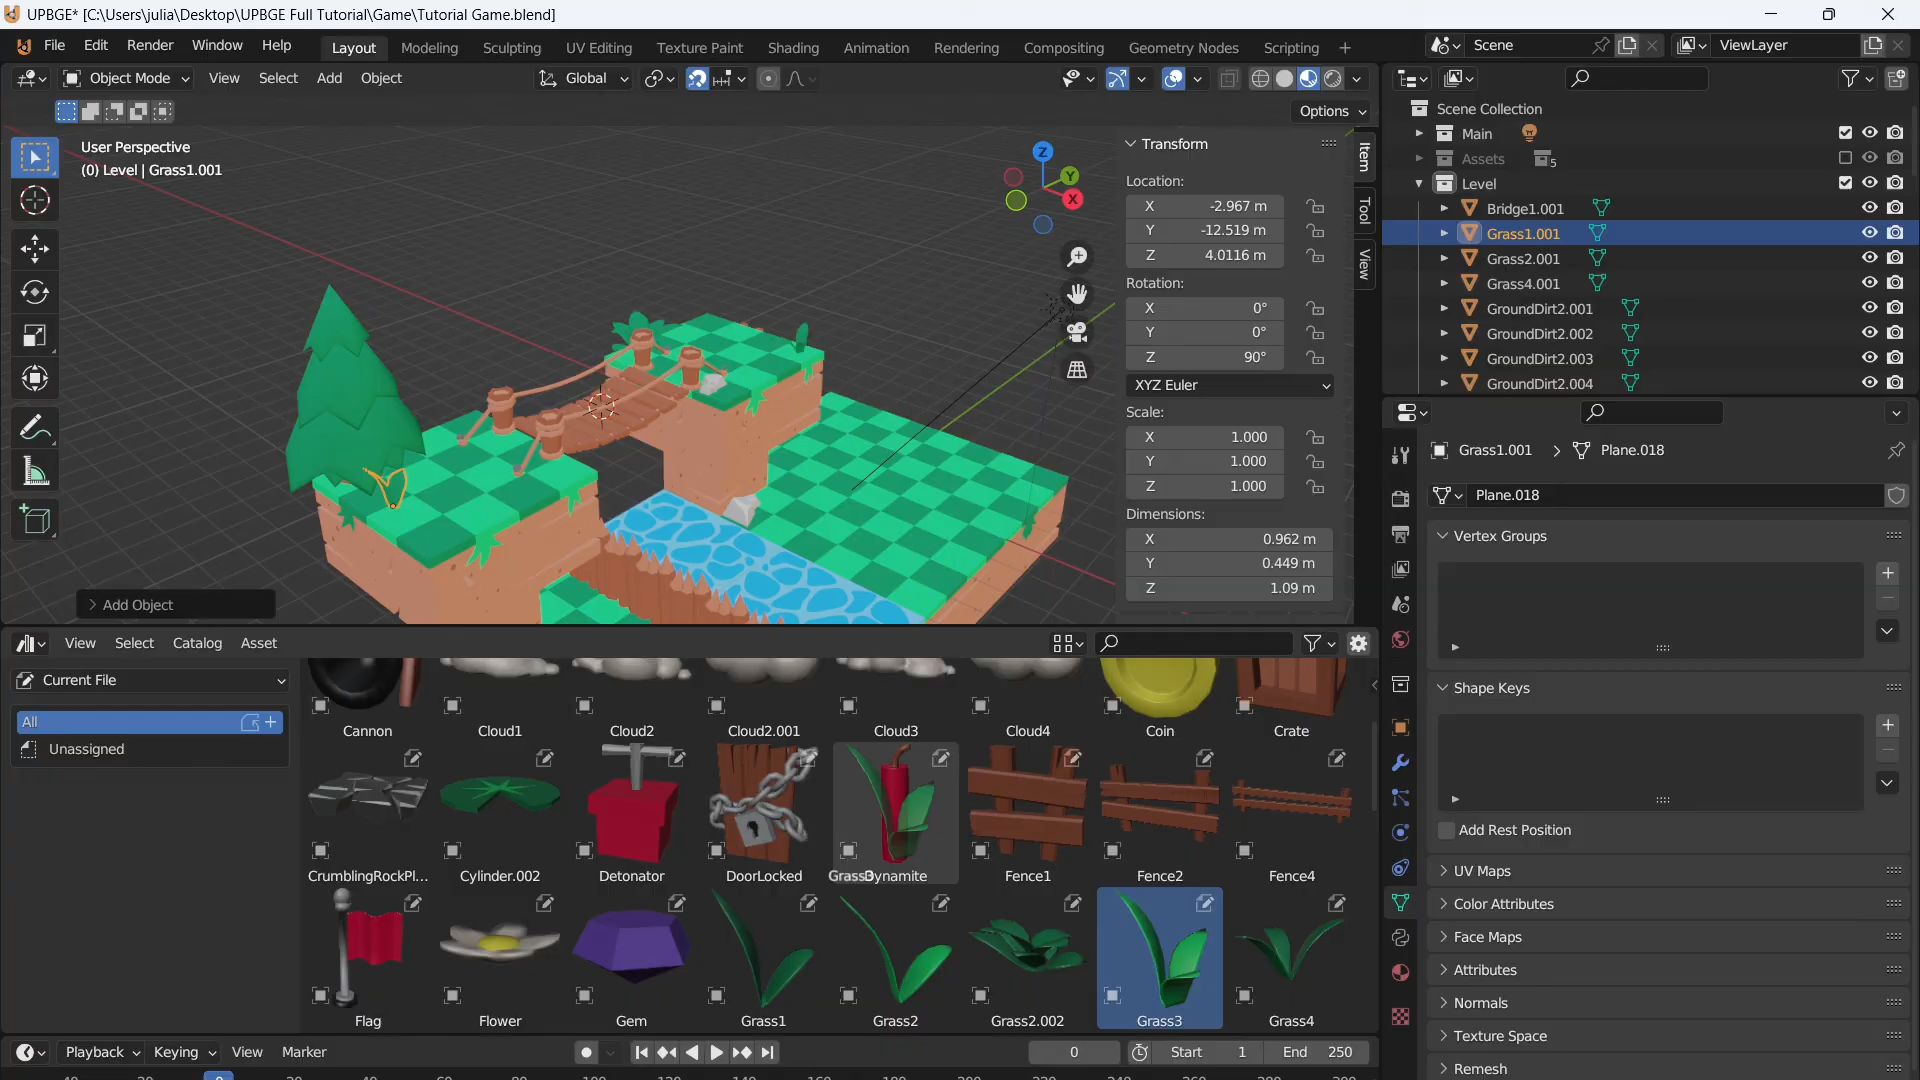 UPBGE* [C:\Users\julia\Desktop\UPBGE Full Tutorial\Game\Tutorial Game.blend]
File Edit Render Window Help Layout Modeling Sculpting UV Editing Texture Paint Shading Animation Rendering Compositing Geometry Nodes Scripting + Scene ViewLayer
Object Mode View Select Add Object Global
Options
User Perspective
(0) Level | Grass1.001
Z
Y
X
Transform
Location:
X -2.967 m
Y -12.519 m
Z 4.0116 m
Rotation:
X 0°
Y 0°
Z 90°
XYZ Euler
Scale:
X 1.000
Y 1.000
Z 1.000
Dimensions:
X 0.962 m
Y 0.449 m
Z 1.09 m
Item
Tool
View
Add Object
Scene Collection
Main
Assets 5
Level
Bridge1.001
Grass1.001
Grass2.001
Grass4.001
GroundDirt2.001
GroundDirt2.002
GroundDirt2.003
GroundDirt2.004
Grass1.001 > Plane.018
Plane.018
Vertex Groups
Shape Keys
Add Rest Position
UV Maps
Color Attributes
Face Maps
Attributes
Normals
Texture Space
Remesh
View Select Catalog Asset
Current File
All
Unassigned
Cannon Cloud1 Cloud2 Cloud2.001 Cloud3 Cloud4 Coin Crate
CrumblingRockPl... Cylinder.002 Detonator DoorLocked Grass3 Dynamite Fence1 Fence2 Fence4
Flag Flower Gem Grass1 Grass2 Grass2.002 Grass3 Grass4
Playback Keying View Marker 0 Start 1 End 250